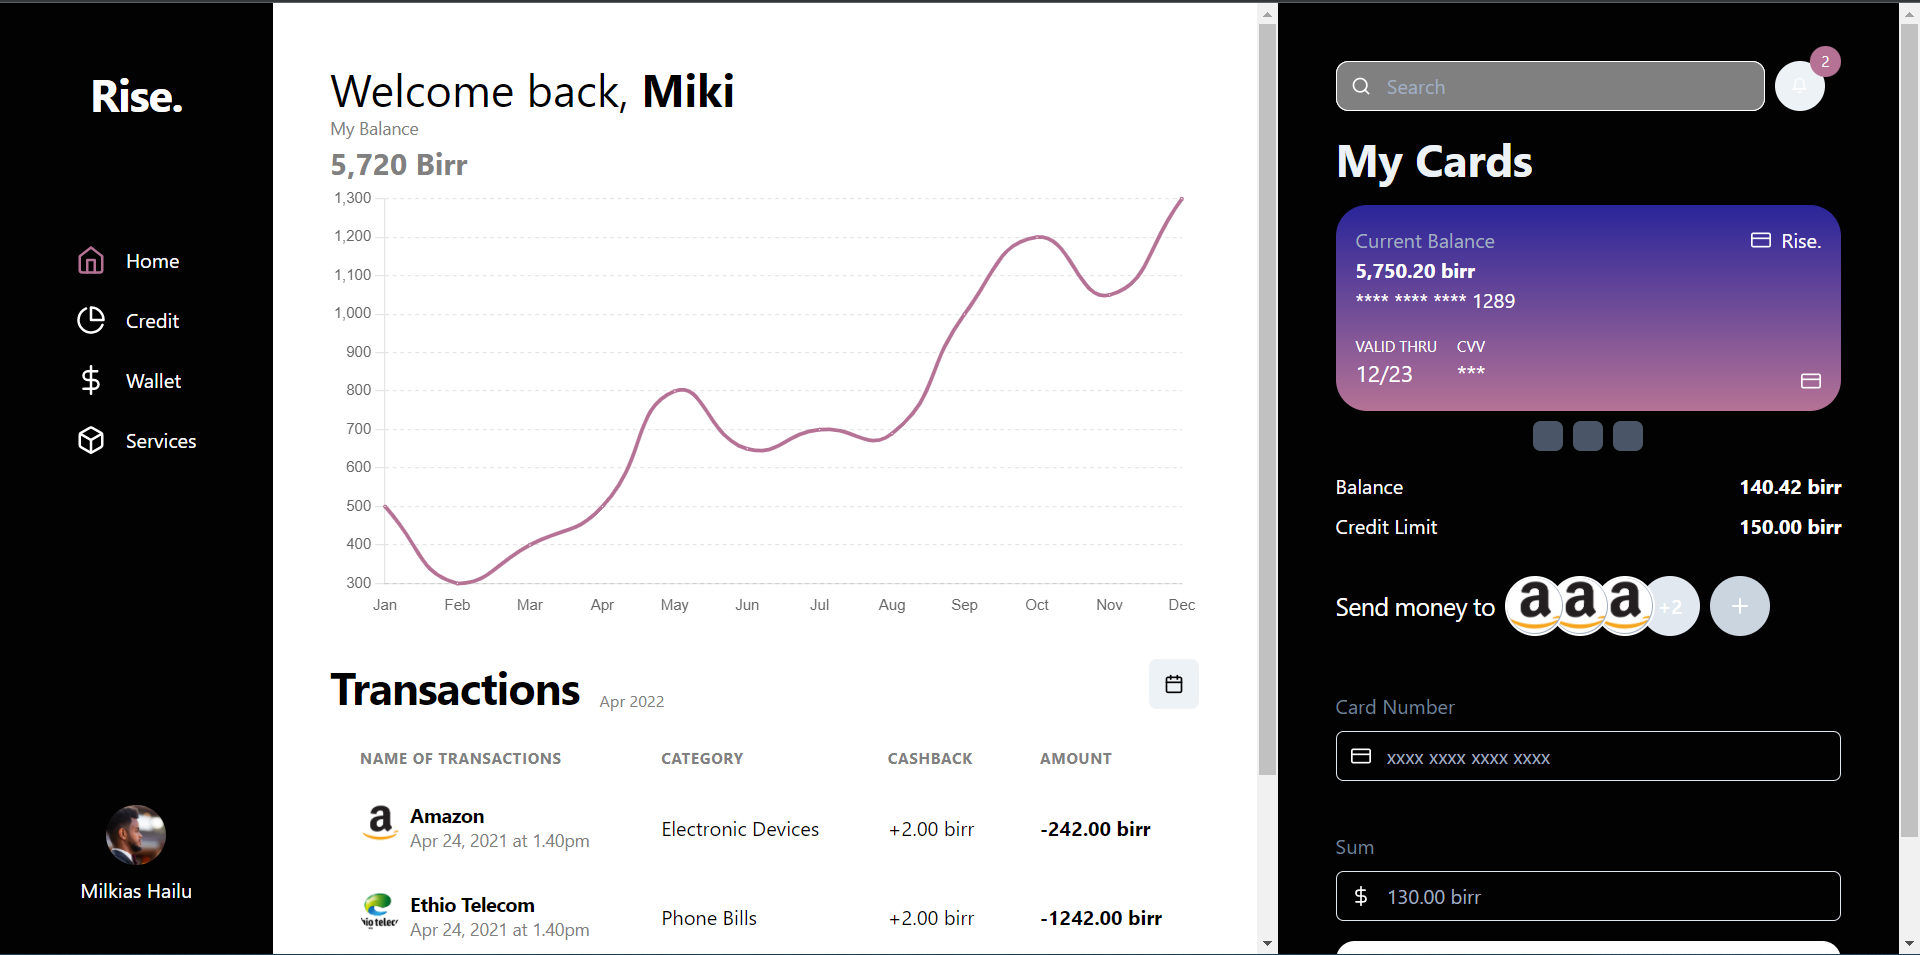 Rise.
Home
Credit
Wallet
Services
Milkias Hailu
Welcome back, Miki
My Balance
5,720 Birr
1,300
1,200
1,100
1,000
900
800
700
600
500
400
300
Jan Feb Mar Apr May Jun Jul Aug Sep Oct Nov Dec
Transactions Apr 2022
NAME OF TRANSACTIONS CATEGORY CASHBACK AMOUNT
Amazon
Apr 24, 2021 at 1.40pm
Electronic Devices +2.00 birr -242.00 birr
Ethio Telecom
Apr 24, 2021 at 1.40pm
Phone Bills +2.00 birr -1242.00 birr
Search
2
My Cards
Current Balance Rise.
5,750.20 birr
**** **** **** 1289
VALID THRU CVV
12/23 ***
Balance 140.42 birr
Credit Limit 150.00 birr
Send money to a a a +2 +
Card Number
xxxx xxxx xxxx xxxx
Sum
$ 130.00 birr